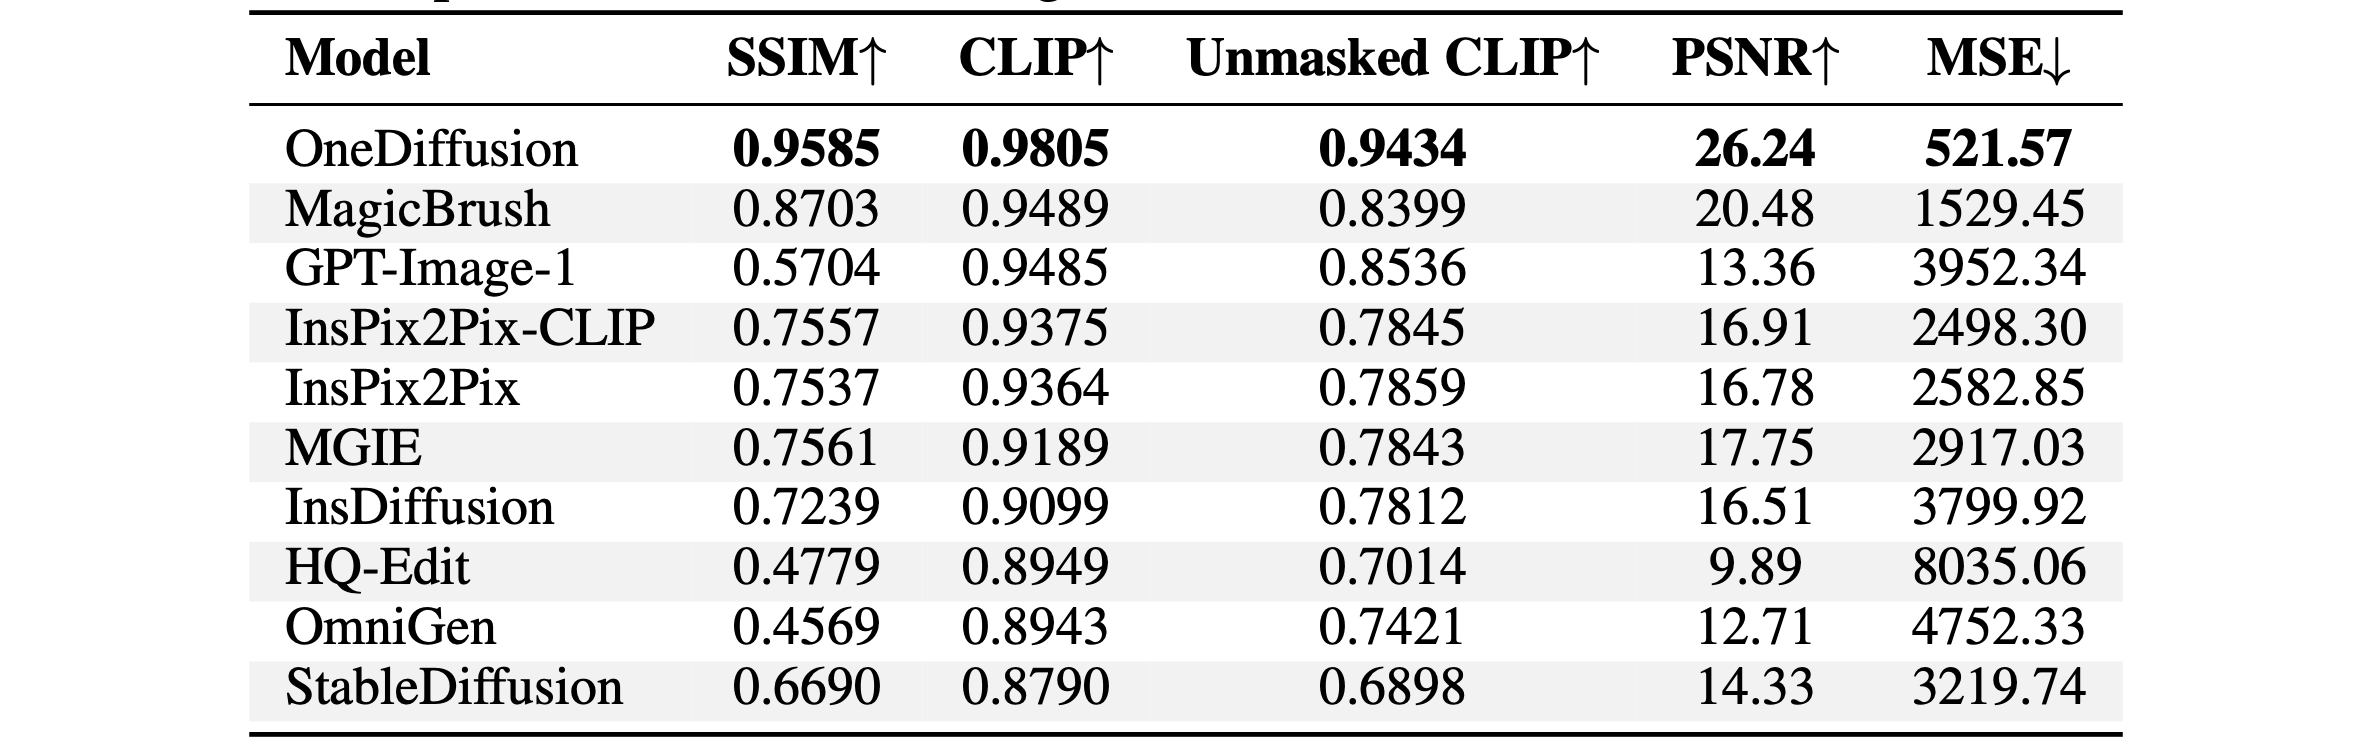 Model SSIM↑ CLIP↑ Unmasked CLIP↑ PSNR↑ MSE↓
OneDiffusion 0.9585 0.9805 0.9434 26.24 521.57
MagicBrush 0.8703 0.9489 0.8399 20.48 1529.45
GPT-Image-1 0.5704 0.9485 0.8536 13.36 3952.34
InsPix2Pix-CLIP 0.7557 0.9375 0.7845 16.91 2498.30
InsPix2Pix 0.7537 0.9364 0.7859 16.78 2582.85
MGIE 0.7561 0.9189 0.7843 17.75 2917.03
InsDiffusion 0.7239 0.9099 0.7812 16.51 3799.92
HQ-Edit 0.4779 0.8949 0.7014 9.89 8035.06
OmniGen 0.4569 0.8943 0.7421 12.71 4752.33
StableDiffusion 0.6690 0.8790 0.6898 14.33 3219.74